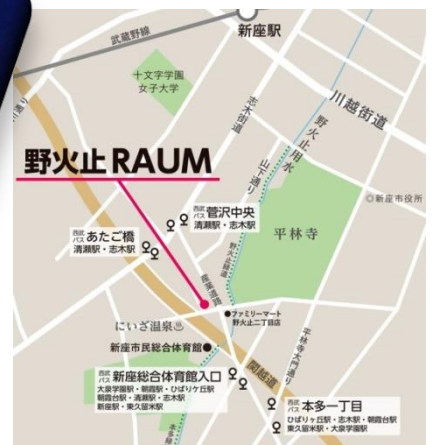 新座駅
武蔵野線
川越街道
十文字学園
女子大学
志木街道
野火止用水
山下通り
野火止RAUM
西武バス 菅沢中央
清瀬駅・志木駅
西武バス あたご橋
清瀬駅・志木駅
平林寺
◎新座市役所
野火止緑道
産業道路
ファミリーマート
野火止二丁目店
にいざ温泉♨
平林寺大門通り
新座市民総合体育館
関越道
西武バス 新座総合体育館入口
大泉学園駅・朝霞駅・ひばりヶ丘駅
朝霞台駅・清瀬駅・志木駅
新座駅・東久留米駅
西武バス 本多一丁目
ひばりヶ丘駅・志木駅・朝霞台駅
東久留米駅・大泉学園駅